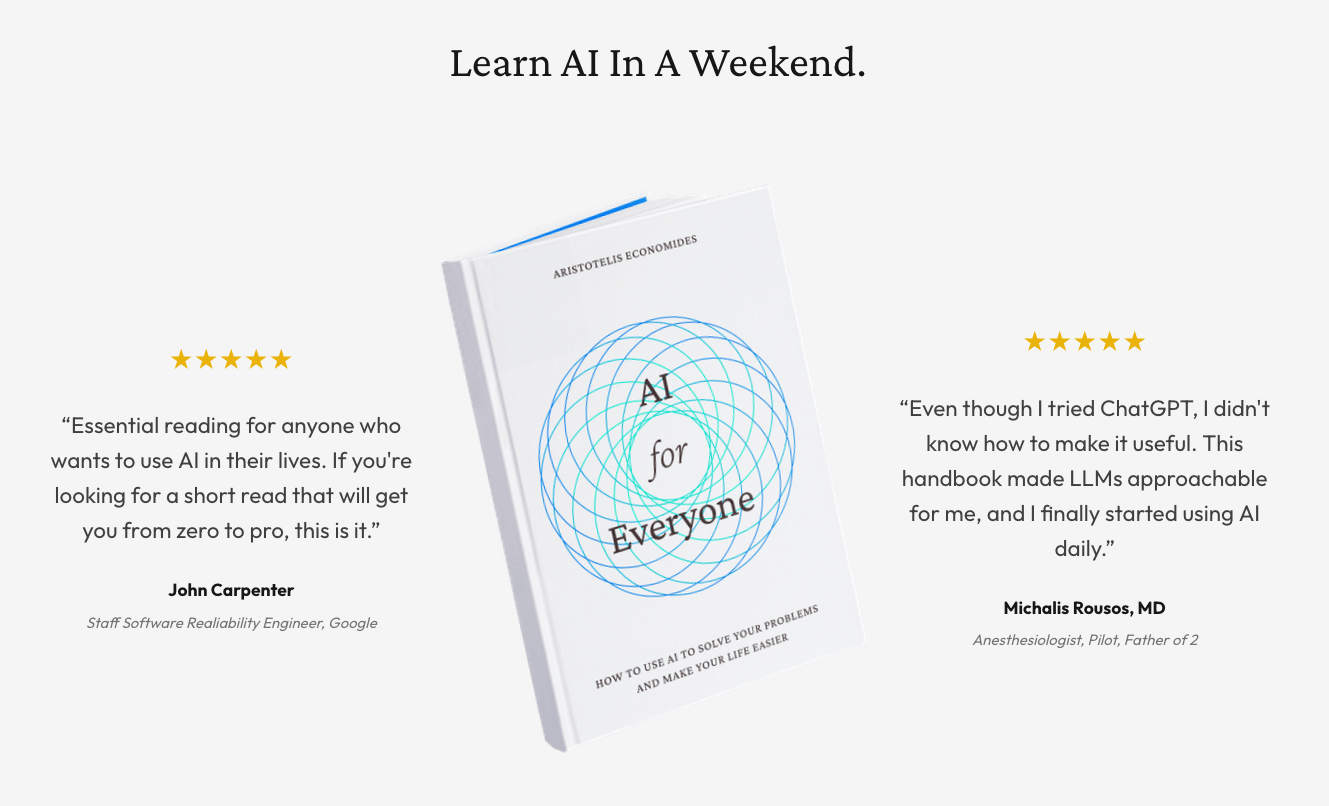 Learn AI In A Weekend.
★★★★★
“Essential reading for anyone who
wants to use AI in their lives. If you're
looking for a short read that will get
you from zero to pro, this is it.”
John Carpenter
Staff Software Realiability Engineer, Google
ARISTOTELIS ECONOMIDES
AI
for
Everyone
HOW TO USE AI TO SOLVE YOUR PROBLEMS
AND MAKE YOUR LIFE EASIER
★★★★★
“Even though I tried ChatGPT, I didn't
know how to make it useful. This
handbook made LLMs approachable
for me, and I finally started using AI
daily.”
Michalis Rousos, MD
Anesthesiologist, Pilot, Father of 2